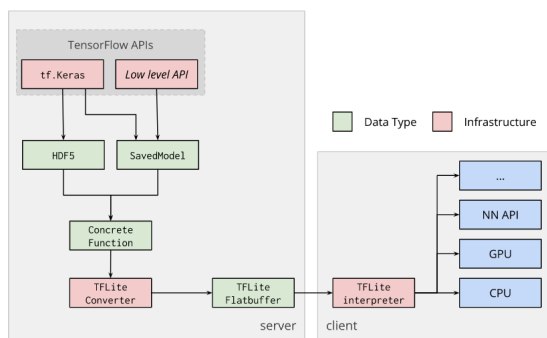 TensorFlow APIs
tf.Keras
Low level API
Data Type
Infrastructure
HDF5
SavedModel
...
NN API
Concrete
Function
GPU
TFLite
Converter
TFLite
Flatbuffer
TFLite
interpreter
CPU
server
client